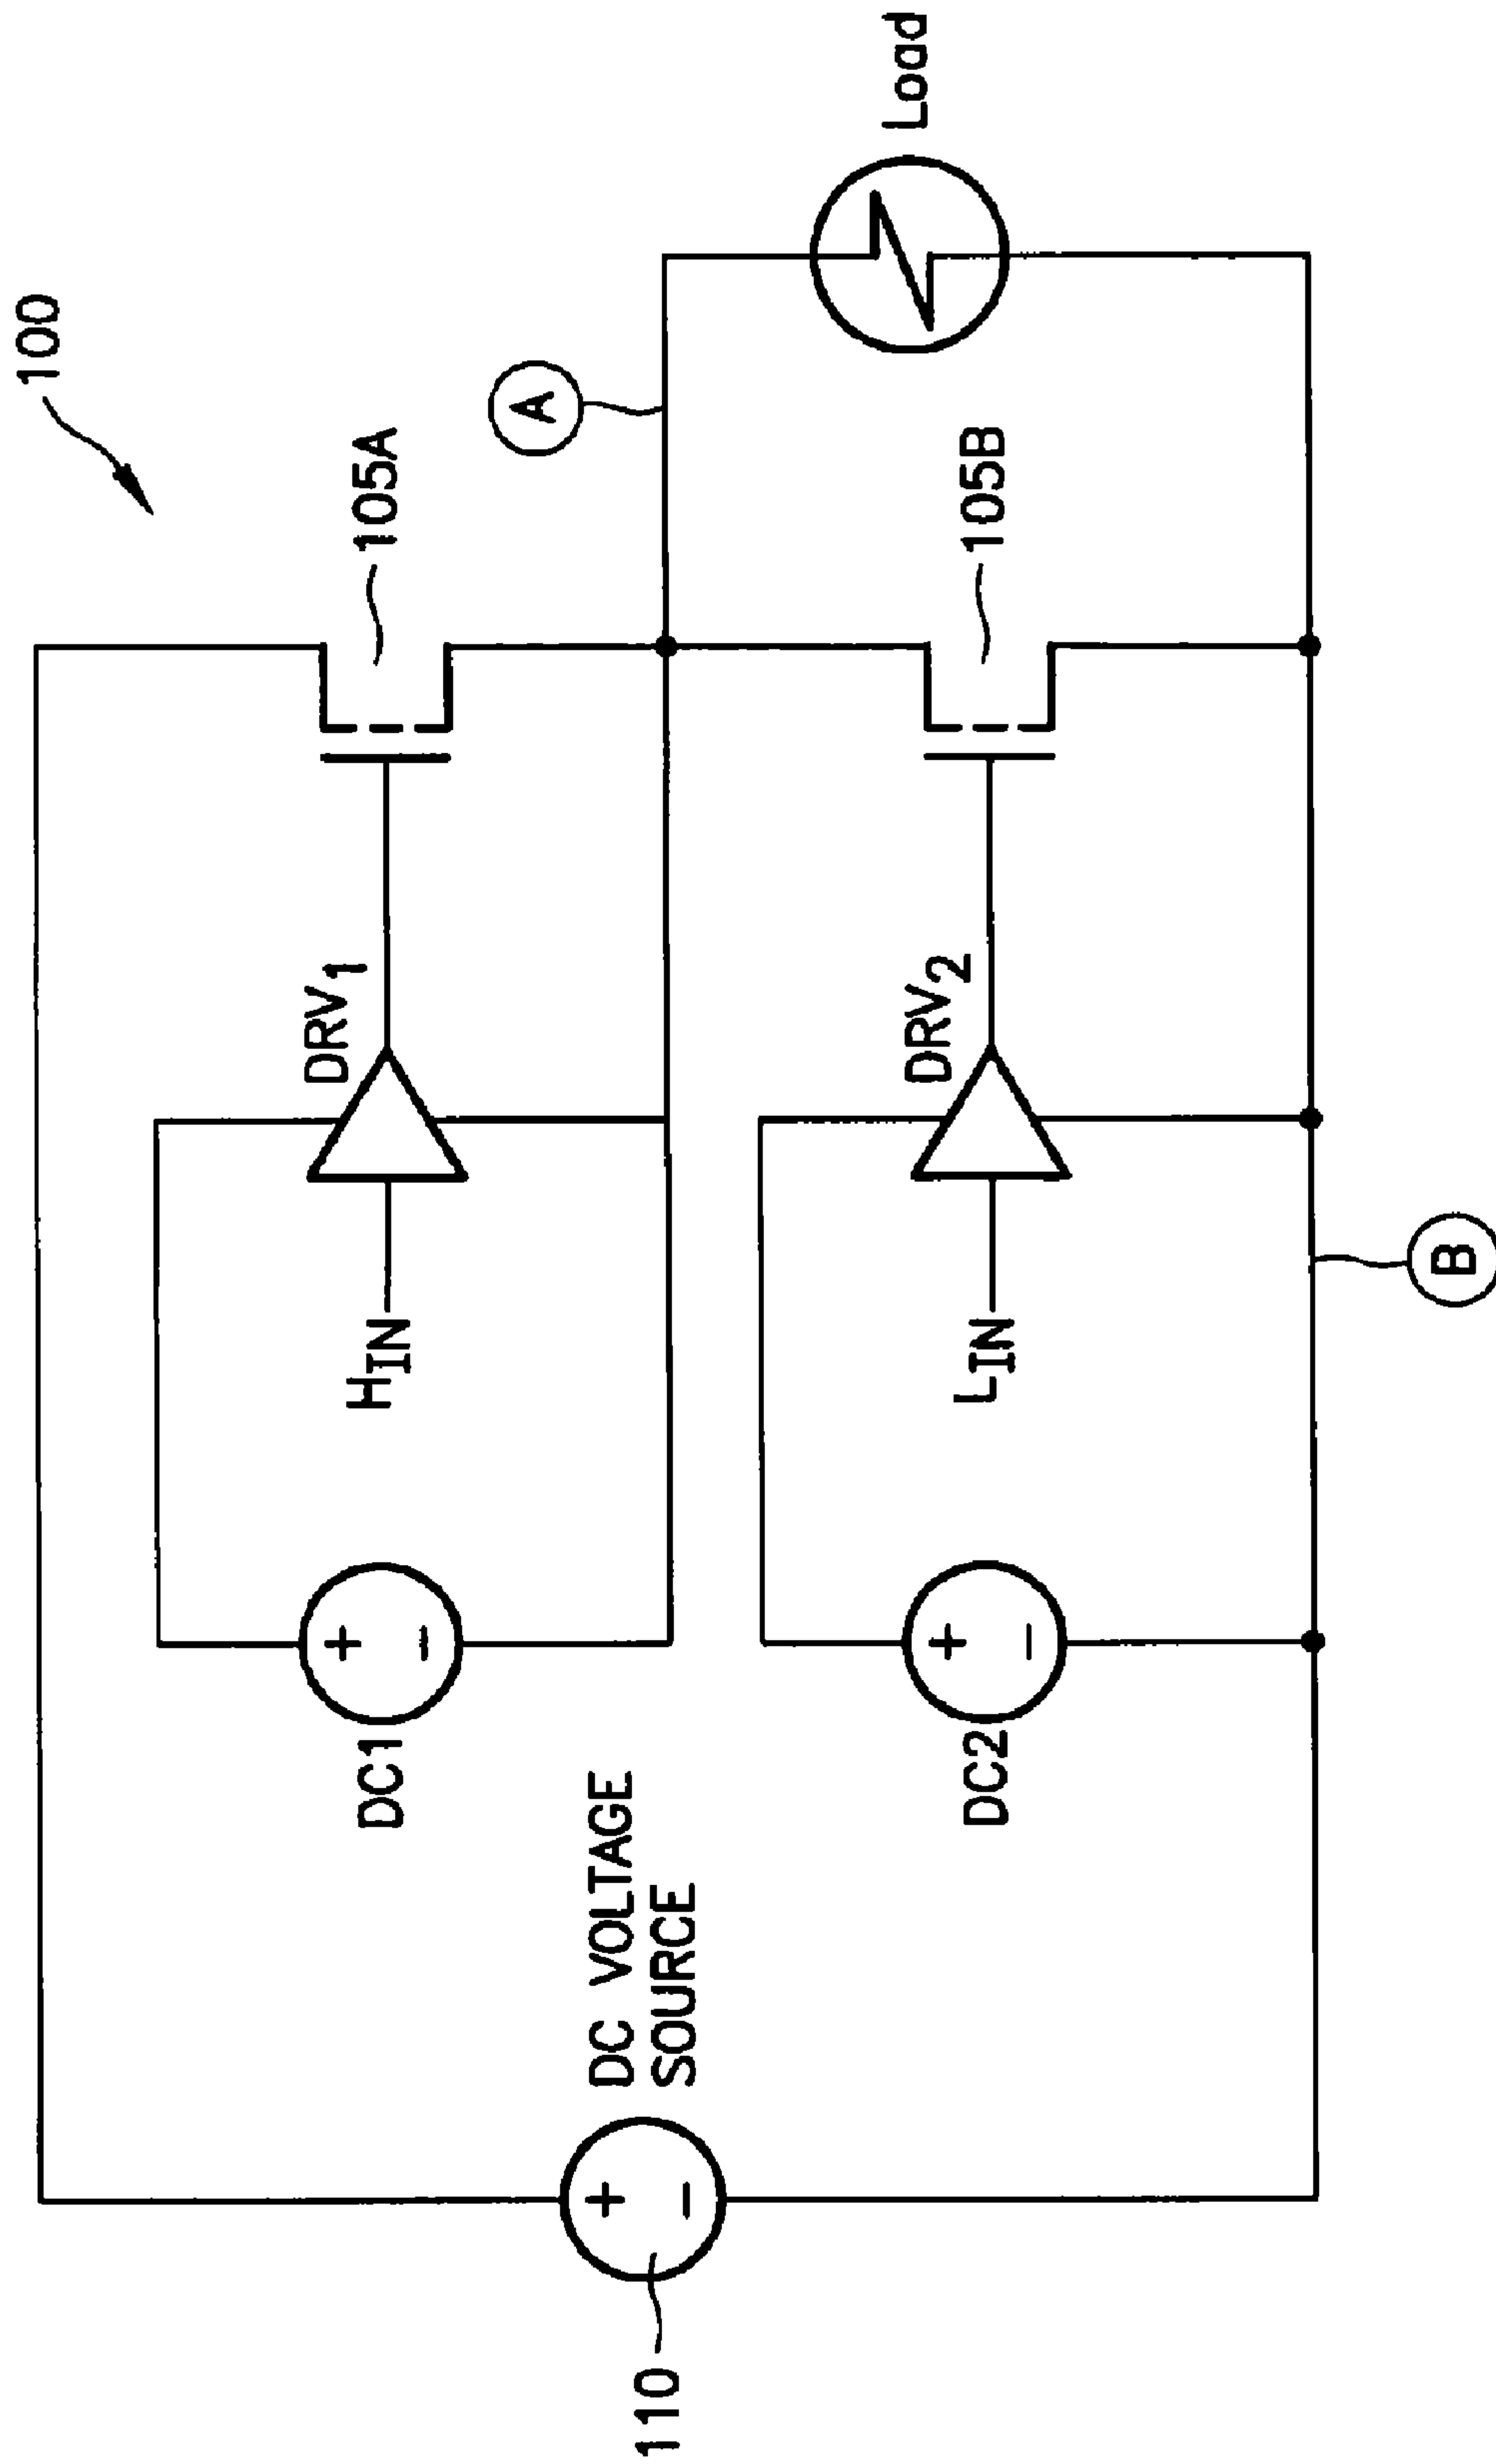 100
105A
A
DRV1
HIN
DC1
Load
105B
DRV2
LIN
DC2
DC VOLTAGE
SOURCE
110
B
+
-
+
-
+
-